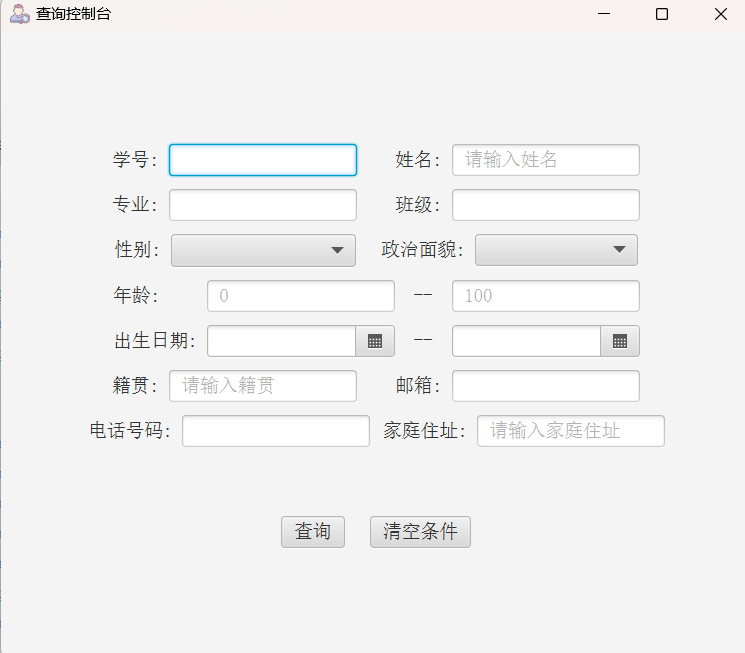 查询控制台
学号： 姓名： 请输入姓名
专业： 班级：
性别： 政治面貌：
年龄： 0 -- 100
出生日期： --
籍贯： 请输入籍贯 邮箱：
电话号码： 家庭住址： 请输入家庭住址
查询 清空条件